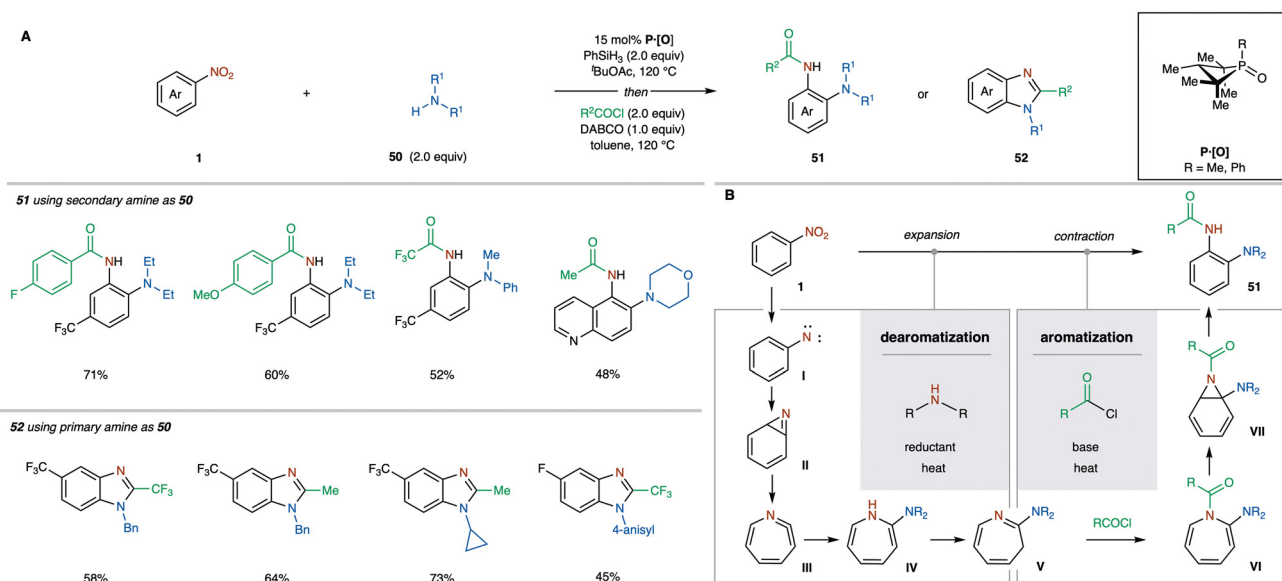 A
NO2
Ar
1
+
R1
H N
R1
50 (2.0 equiv)
15 mol% P·[O]
PhSiH3 (2.0 equiv)
tBuOAc, 120 °C
then
R2COCl (2.0 equiv)
DABCO (1.0 equiv)
toluene, 120 °C
O
R2 NH R1
N
R1
Ar
51
or
N
Ar R2
N
R1
52
R
Me Me P O
Me Me
Me
P·[O]
R = Me, Ph
51 using secondary amine as 50
O
NH Et
N
Et
F
F3C
71%
O
NH Et
N
Et
MeO
F3C
60%
O
F3C NH Me
N
Ph
F3C
52%
O
Me NH O
N
N
48%
52 using primary amine as 50
F3C N
CF3
N
Bn
58%
F3C N
Me
N
Bn
64%
F3C N
Me
N
73%
F N
CF3
N
4-anisyl
45%
B
NO2
1
expansion
contraction
O
R NH
NR2
51
N:
I
N
II
N
III
dearomatization
H
N
R R
reductant
heat
aromatization
O
R Cl
base
heat
H
N NR2
IV
N NR2
V
RCOCl
R O
N NR2
VI
R O
N NR2
VII